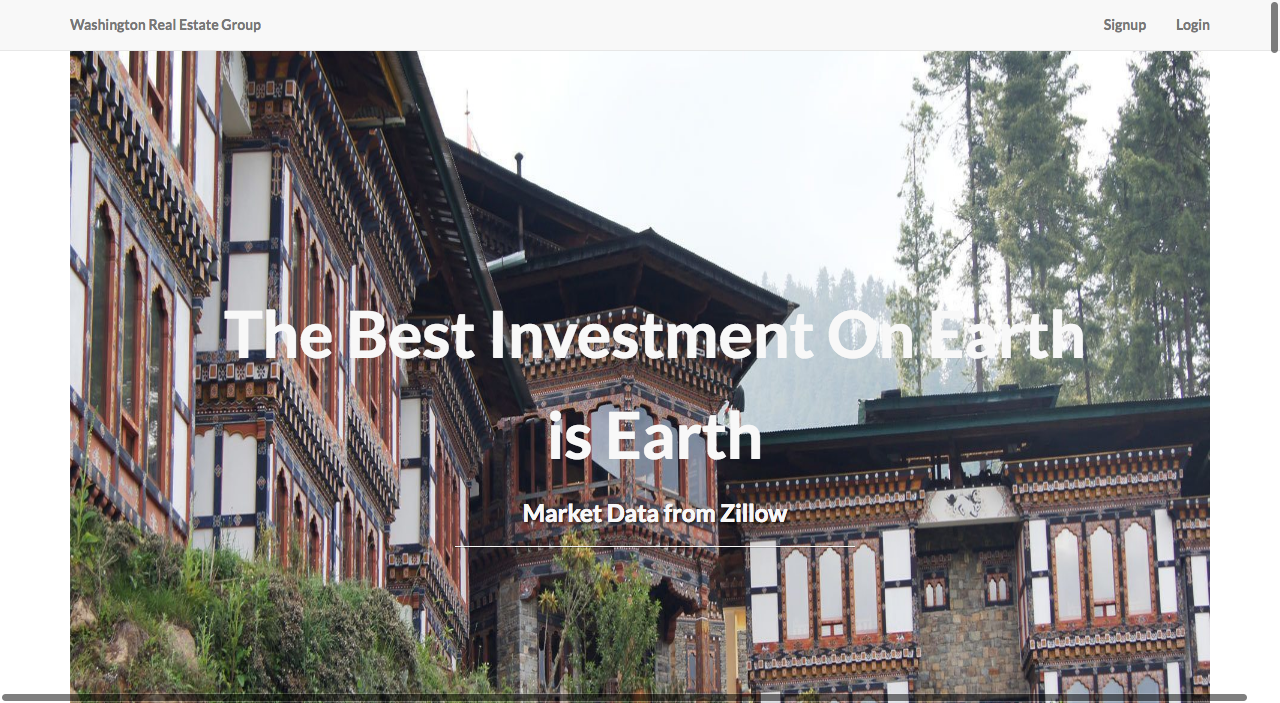 Washington Real Estate Group
Signup
Login
The Best Investment On Earth
is Earth
Market Data from Zillow